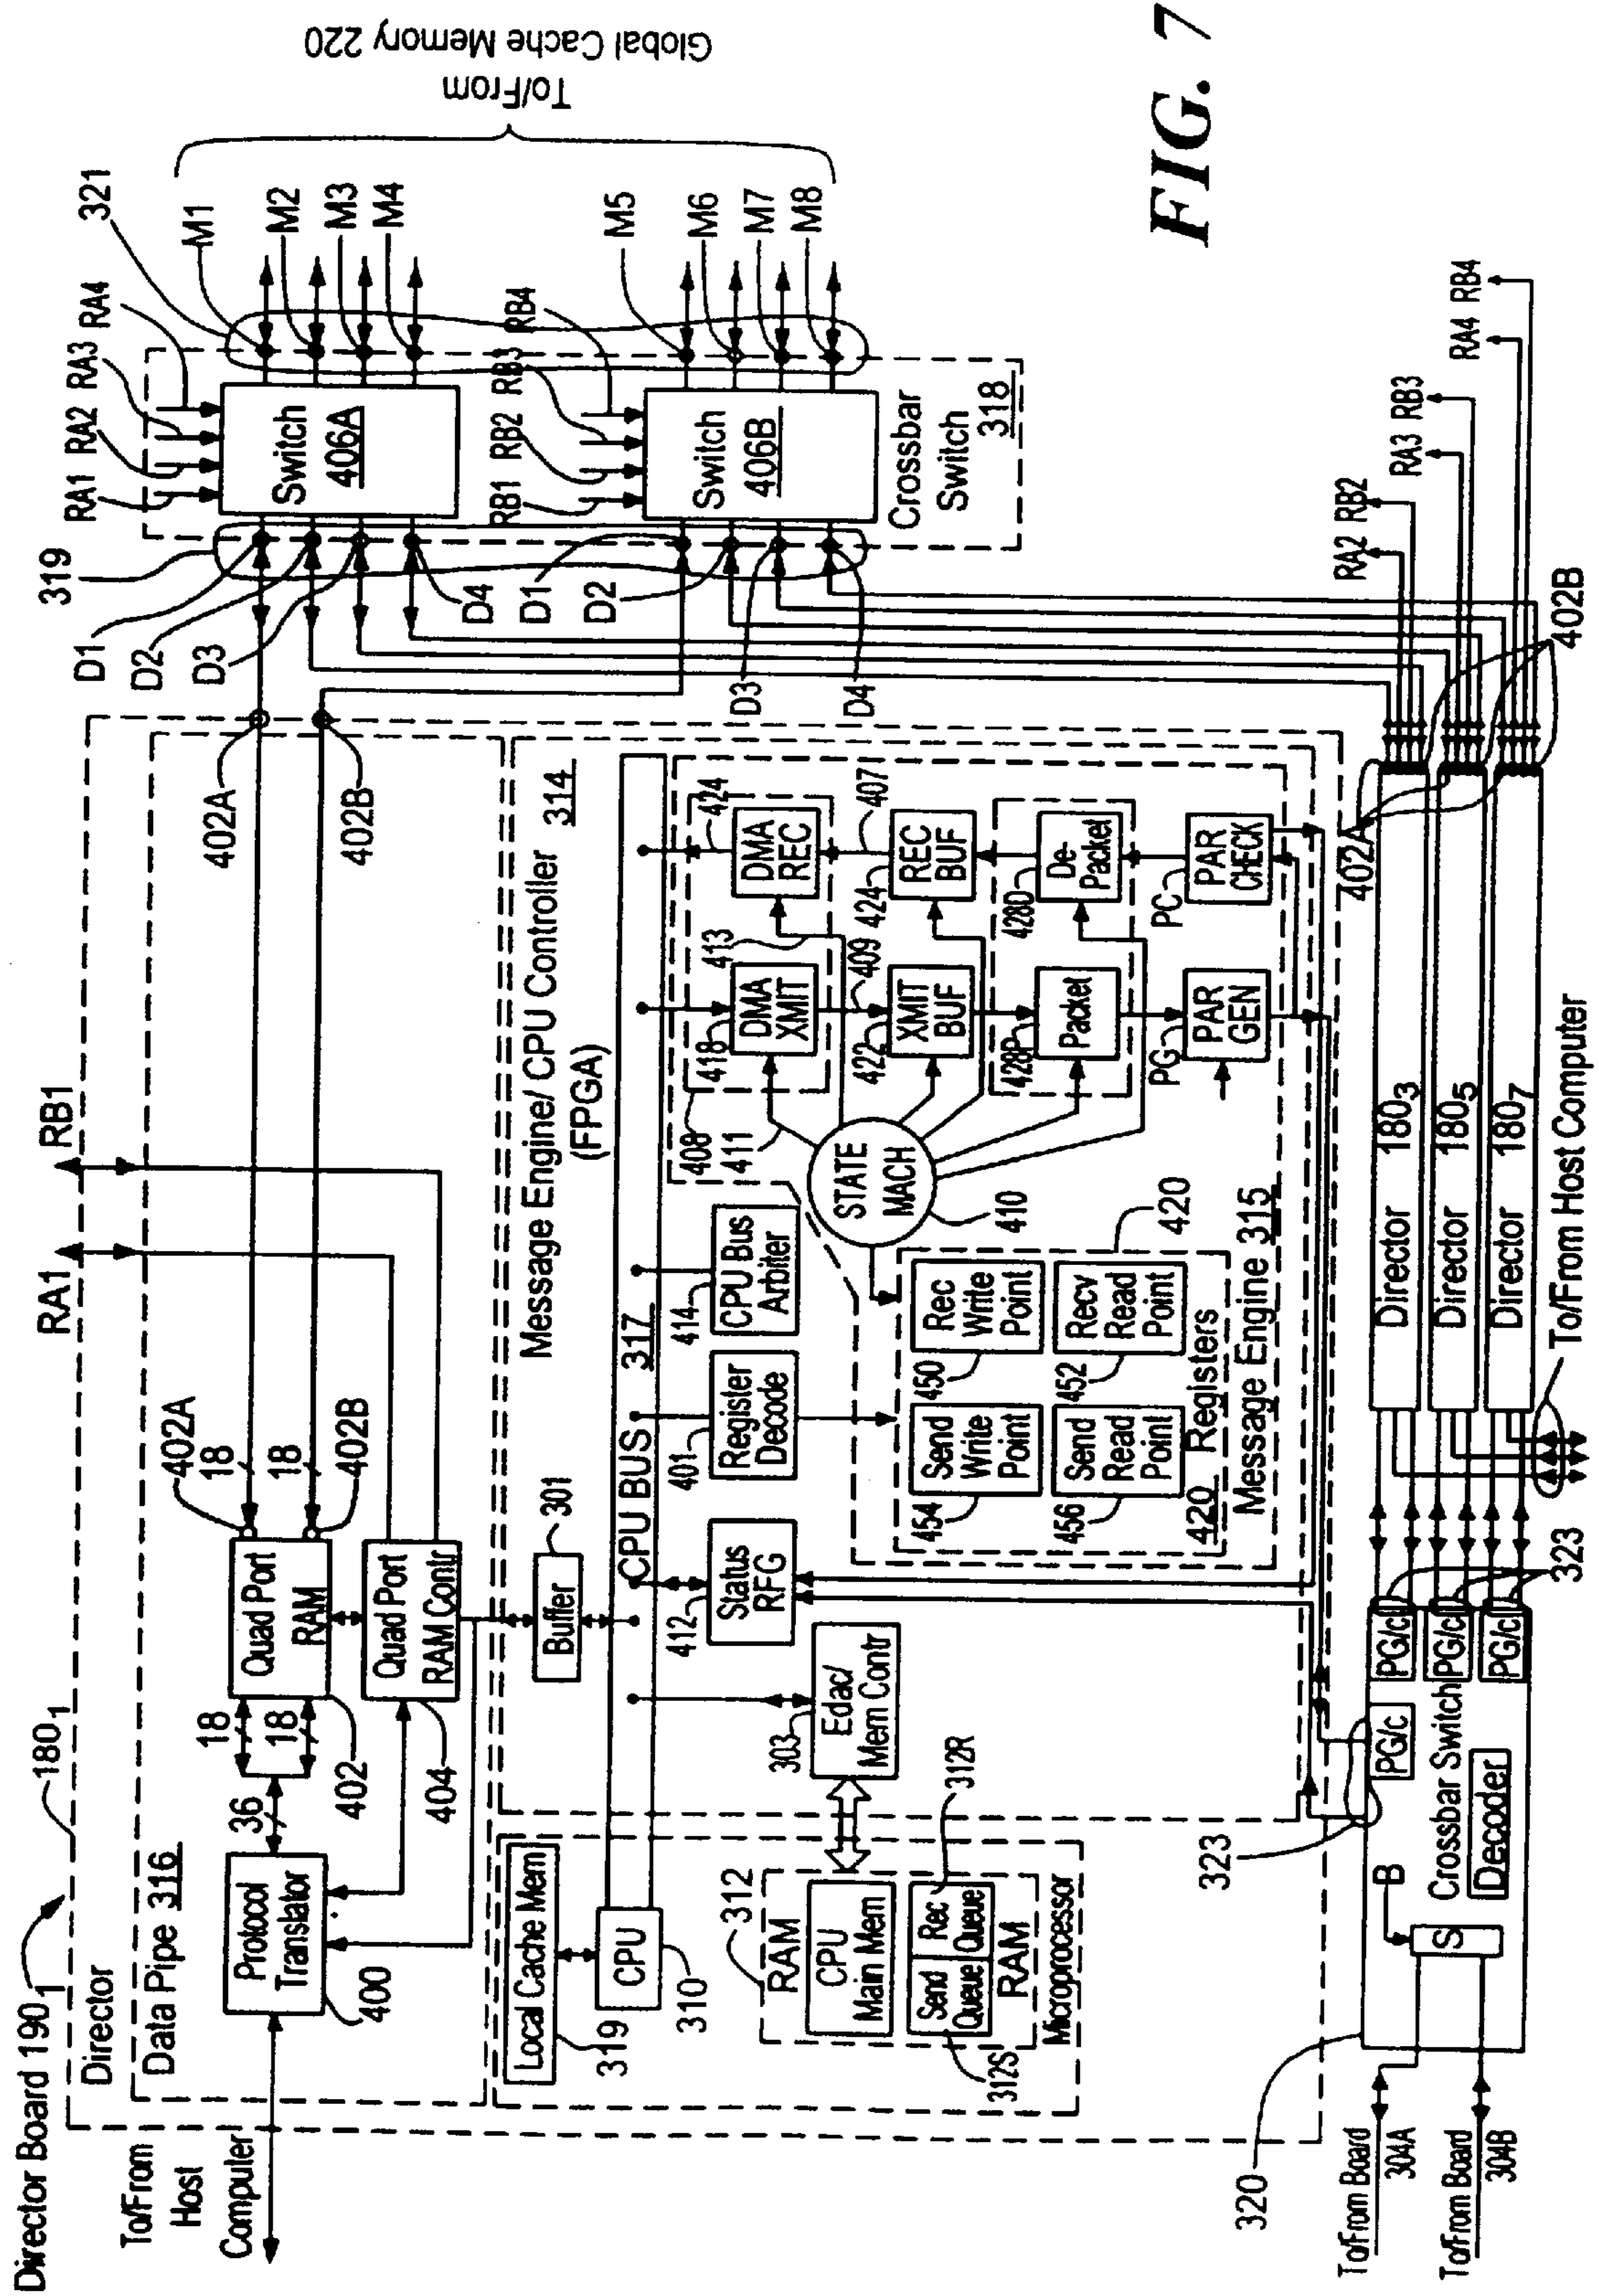 Director Board 190₁
180₁
Director
Data Pipe 316
To/From
Host
Computer
Protocol
Translator
400
36
18
18
Quad Port
RAM
402
Quad Port
RAM Contr
404
402A
18
18
402B
RA1
RB1
402A
402B
D1
D2
D3
D4
319
D1
D2
D3
D4
RA1
RA2
RA3
RA4
Switch
406A
RB1
RB2
RB3
RB4
Switch
406B
Crossbar
Switch
318
321
M1
M2
M3
M4
M5
M6
M7
M8
To/From
Global Cache Memory 220
Local Cache Mem
319
CPU
310
RAM
312
CPU
Main Mem
Send
Queue
Rec
Queue
RAM
312S
312R
Microprocessor
Message Engine/ CPU Controller
314
(FPGA)
Buffer
301
CPU BUS
317
303
Edac/
Mem Contr
412
Status
RFG
401
Register
Decode
414
CPU Bus
Arbiter
408
411
413
418
DMA
XMIT
DMA
REC
424
409
407
422
XMIT
BUF
424
REC
BUF
428P
Packet
428D
De-
Packet
PG
PAR
GEN
PC
PAR
CHECK
STATE
MACH
410
420
454
Send
Write
Point
450
Rec
Write
Point
456
Send
Read
Point
452
Recv
Read
Point
420
Registers
Message Engine 315
320
To/From Board
304A
To/From Board
304B
S
B
Crossbar Switch
Decoder
PG/c
PG/c
PG/c
PG/c
323
323
Director 180₃
Director 180₅
Director 180₇
To/From Host Computer
402A
402B
RA2
RB2
RA3
RB3
RA4
RB4
FIG. 7